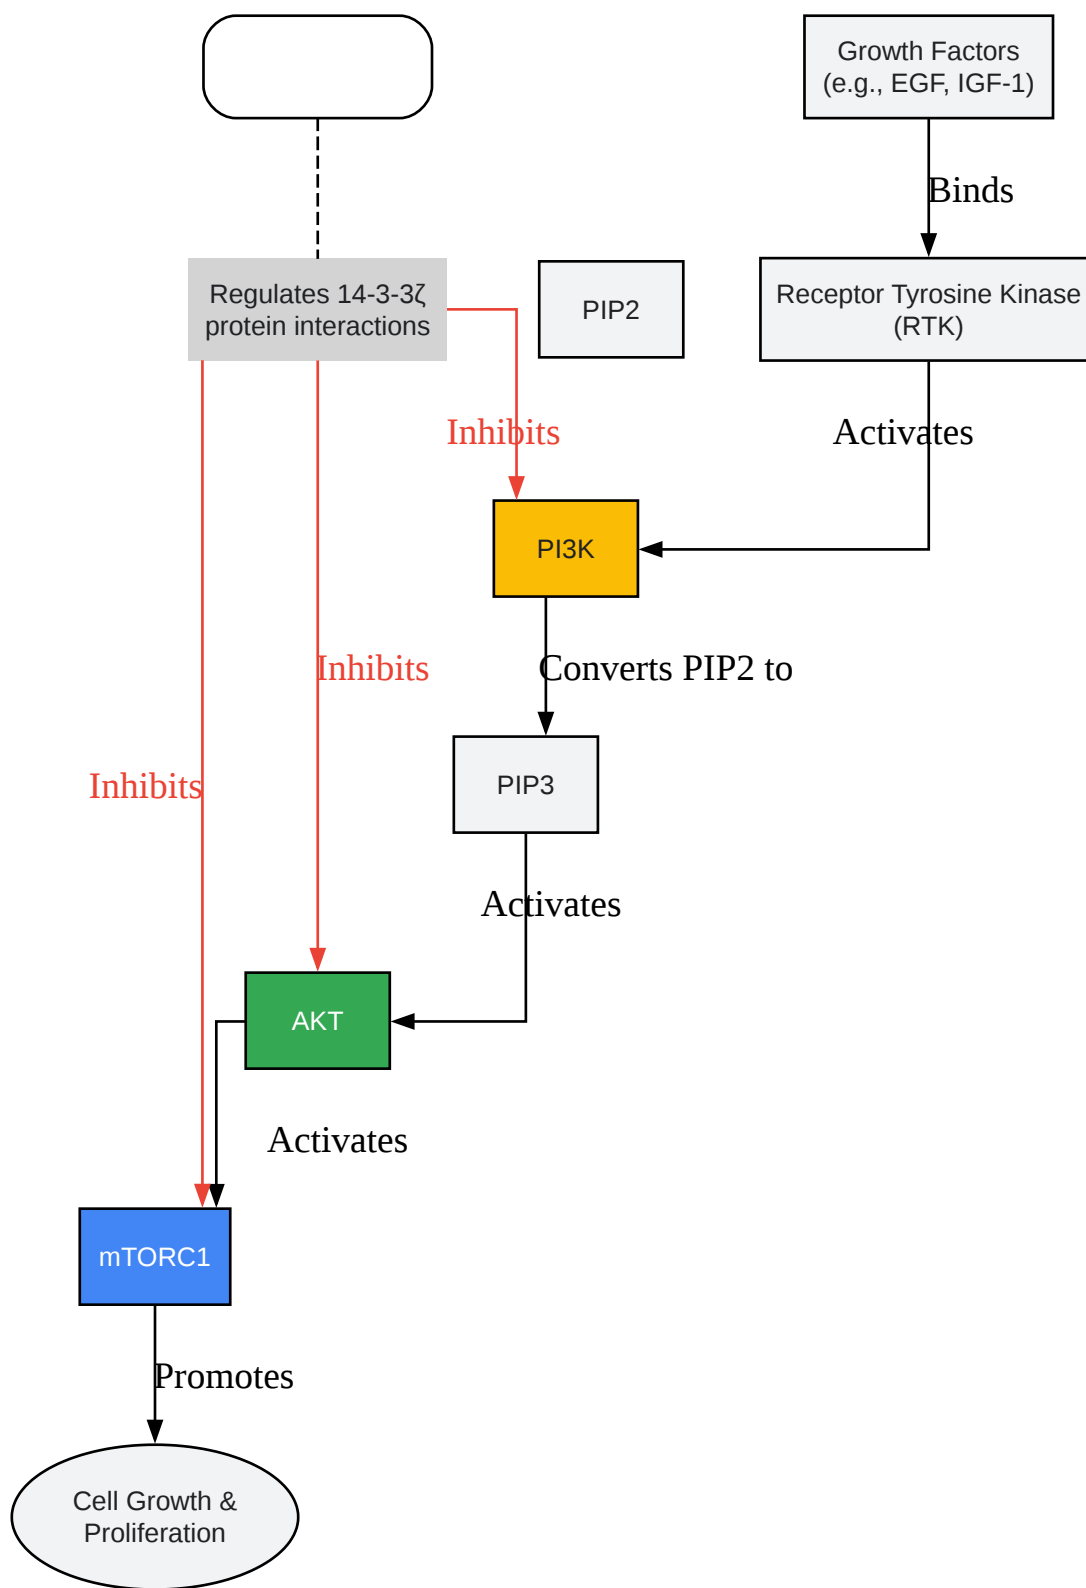 Growth Factors
(e.g., EGF, IGF-1)
Binds
Regulates 14-3-3ζ
protein interactions
PIP2
Receptor Tyrosine Kinase
(RTK)
Inhibits
Activates
PI3K
Inhibits
Converts PIP2 to
Inhibits
PIP3
Activates
AKT
Activates
mTORC1
Promotes
Cell Growth &
Proliferation